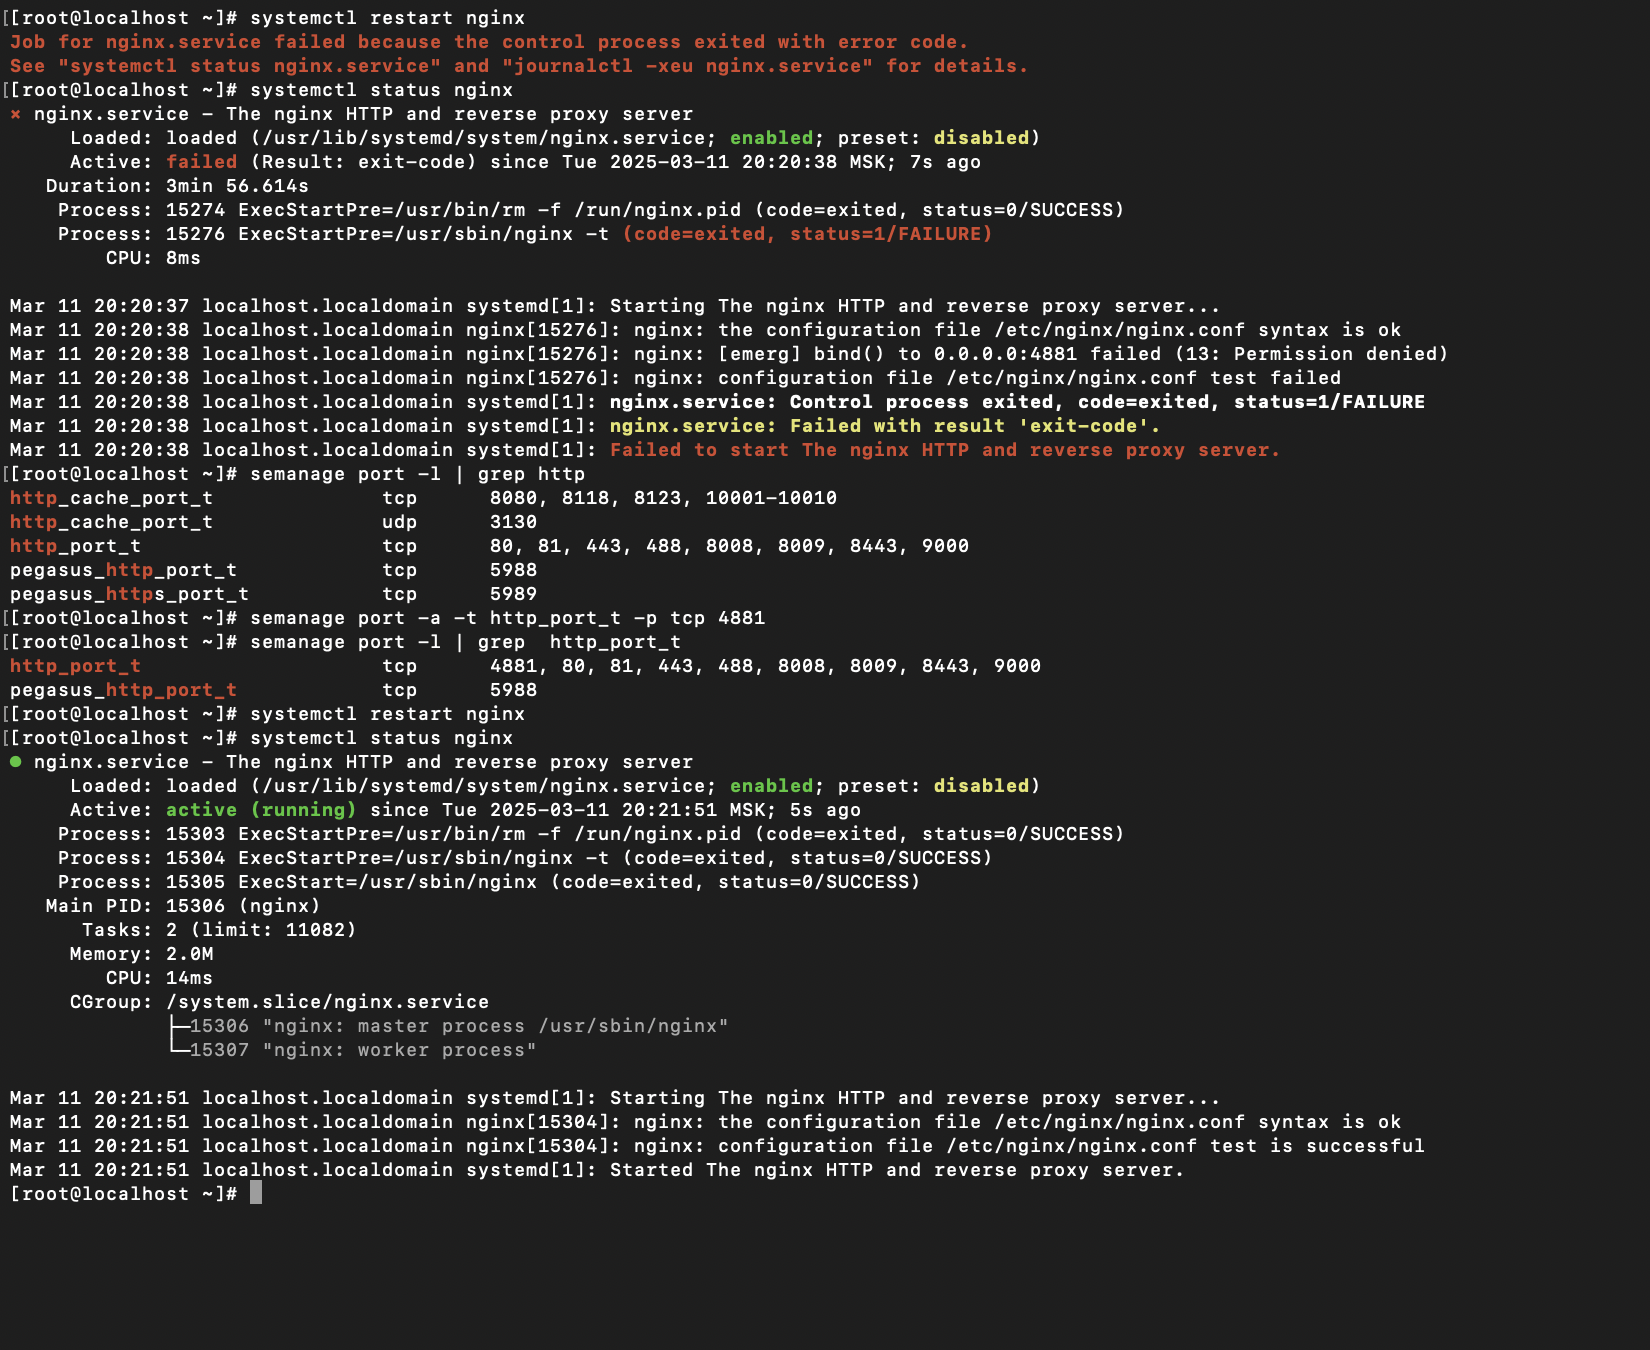 [[root@localhost ~]# systemctl restart nginx
Job for nginx.service failed because the control process exited with error code.
See "systemctl status nginx.service" and "journalctl -xeu nginx.service" for details.
[[root@localhost ~]# systemctl status nginx
× nginx.service - The nginx HTTP and reverse proxy server
     Loaded: loaded (/usr/lib/systemd/system/nginx.service; enabled; preset: disabled)
     Active: failed (Result: exit-code) since Tue 2025-03-11 20:20:38 MSK; 7s ago
   Duration: 3min 56.614s
    Process: 15274 ExecStartPre=/usr/bin/rm -f /run/nginx.pid (code=exited, status=0/SUCCESS)
    Process: 15276 ExecStartPre=/usr/sbin/nginx -t (code=exited, status=1/FAILURE)
        CPU: 8ms

Mar 11 20:20:37 localhost.localdomain systemd[1]: Starting The nginx HTTP and reverse proxy server...
Mar 11 20:20:38 localhost.localdomain nginx[15276]: nginx: the configuration file /etc/nginx/nginx.conf syntax is ok
Mar 11 20:20:38 localhost.localdomain nginx[15276]: nginx: [emerg] bind() to 0.0.0.0:4881 failed (13: Permission denied)
Mar 11 20:20:38 localhost.localdomain nginx[15276]: nginx: configuration file /etc/nginx/nginx.conf test failed
Mar 11 20:20:38 localhost.localdomain systemd[1]: nginx.service: Control process exited, code=exited, status=1/FAILURE
Mar 11 20:20:38 localhost.localdomain systemd[1]: nginx.service: Failed with result 'exit-code'.
Mar 11 20:20:38 localhost.localdomain systemd[1]: Failed to start The nginx HTTP and reverse proxy server.
[[root@localhost ~]# semanage port -l | grep http
http_cache_port_t              tcp      8080, 8118, 8123, 10001-10010
http_cache_port_t              udp      3130
http_port_t                    tcp      80, 81, 443, 488, 8008, 8009, 8443, 9000
pegasus_http_port_t            tcp      5988
pegasus_https_port_t           tcp      5989
[[root@localhost ~]# semanage port -a -t http_port_t -p tcp 4881
[[root@localhost ~]# semanage port -l | grep  http_port_t
http_port_t                    tcp      4881, 80, 81, 443, 488, 8008, 8009, 8443, 9000
pegasus_http_port_t            tcp      5988
[[root@localhost ~]# systemctl restart nginx
[[root@localhost ~]# systemctl status nginx
● nginx.service - The nginx HTTP and reverse proxy server
     Loaded: loaded (/usr/lib/systemd/system/nginx.service; enabled; preset: disabled)
     Active: active (running) since Tue 2025-03-11 20:21:51 MSK; 5s ago
    Process: 15303 ExecStartPre=/usr/bin/rm -f /run/nginx.pid (code=exited, status=0/SUCCESS)
    Process: 15304 ExecStartPre=/usr/sbin/nginx -t (code=exited, status=0/SUCCESS)
    Process: 15305 ExecStart=/usr/sbin/nginx (code=exited, status=0/SUCCESS)
   Main PID: 15306 (nginx)
      Tasks: 2 (limit: 11082)
     Memory: 2.0M
        CPU: 14ms
     CGroup: /system.slice/nginx.service
             ├─15306 "nginx: master process /usr/sbin/nginx"
             └─15307 "nginx: worker process"

Mar 11 20:21:51 localhost.localdomain systemd[1]: Starting The nginx HTTP and reverse proxy server...
Mar 11 20:21:51 localhost.localdomain nginx[15304]: nginx: the configuration file /etc/nginx/nginx.conf syntax is ok
Mar 11 20:21:51 localhost.localdomain nginx[15304]: nginx: configuration file /etc/nginx/nginx.conf test is successful
Mar 11 20:21:51 localhost.localdomain systemd[1]: Started The nginx HTTP and reverse proxy server.
[root@localhost ~]#